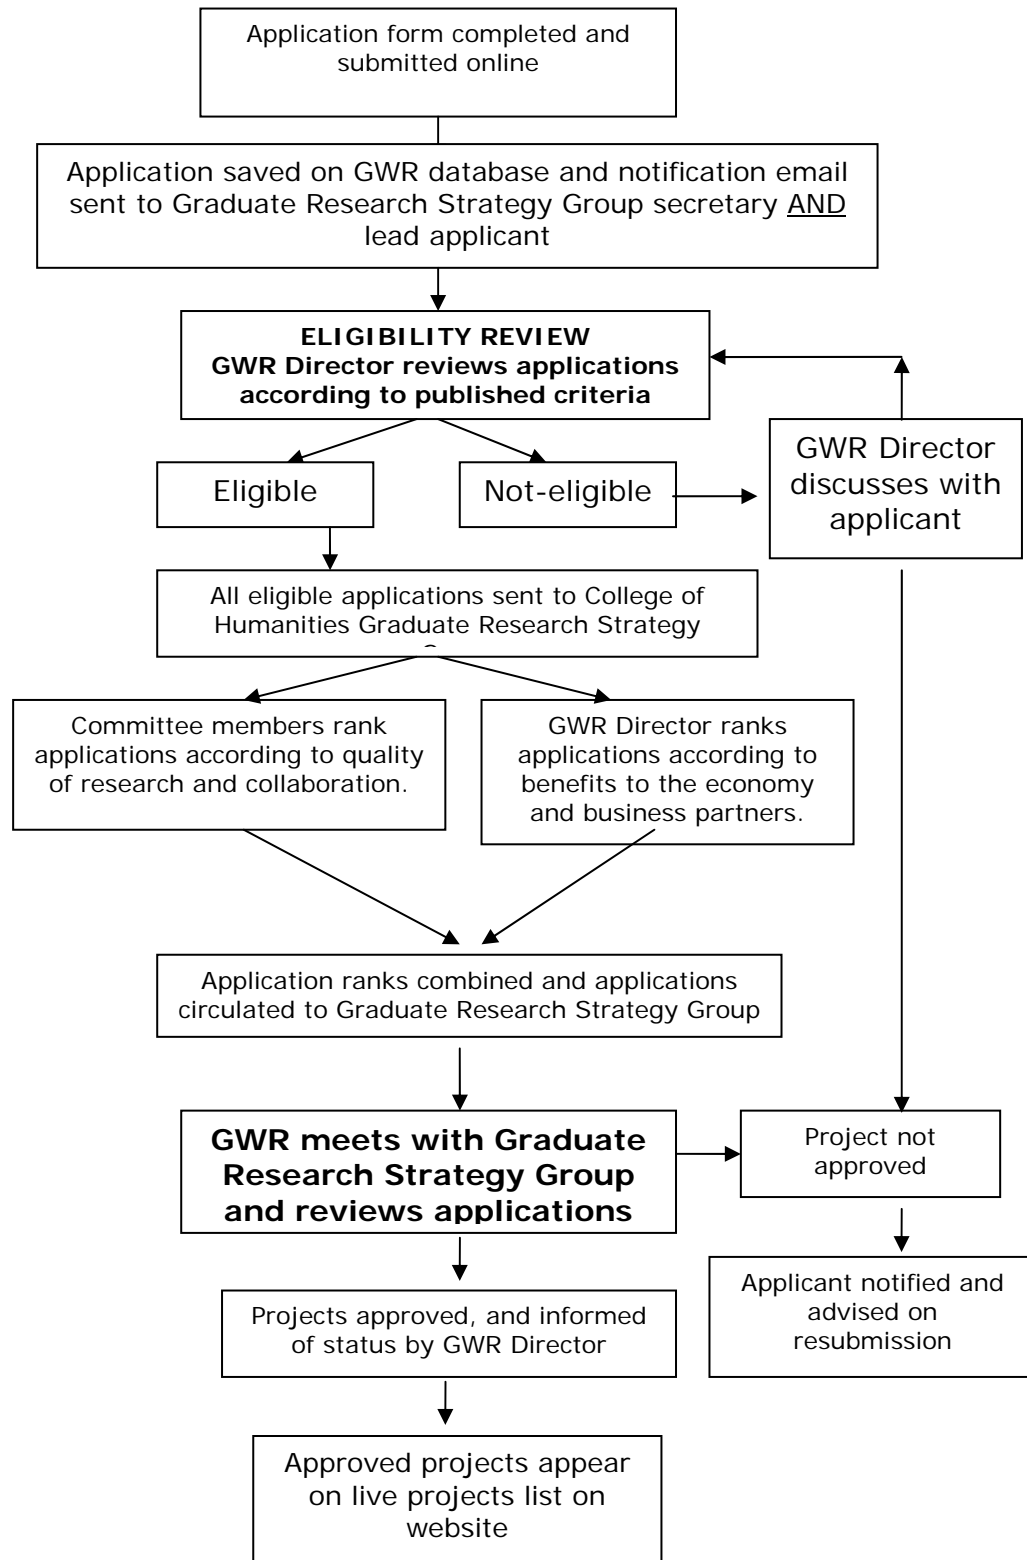 Application form completed and
submitted online
Application saved on GWR database and notification email
sent to Graduate Research Strategy Group secretary AND
lead applicant
ELIGIBILITY REVIEW
GWR Director reviews applications
according to published criteria
Eligible
Not-eligible
GWR Director
discusses with
applicant
All eligible applications sent to College of
Humanities Graduate Research Strategy
Committee members rank
applications according to quality
of research and collaboration.
GWR Director ranks
applications according to
benefits to the economy
and business partners.
Application ranks combined and applications
circulated to Graduate Research Strategy Group
GWR meets with Graduate
Research Strategy Group
and reviews applications
Project not
approved
Projects approved, and informed
of status by GWR Director
Applicant notified and
advised on
resubmission
Approved projects appear
on live projects list on
website